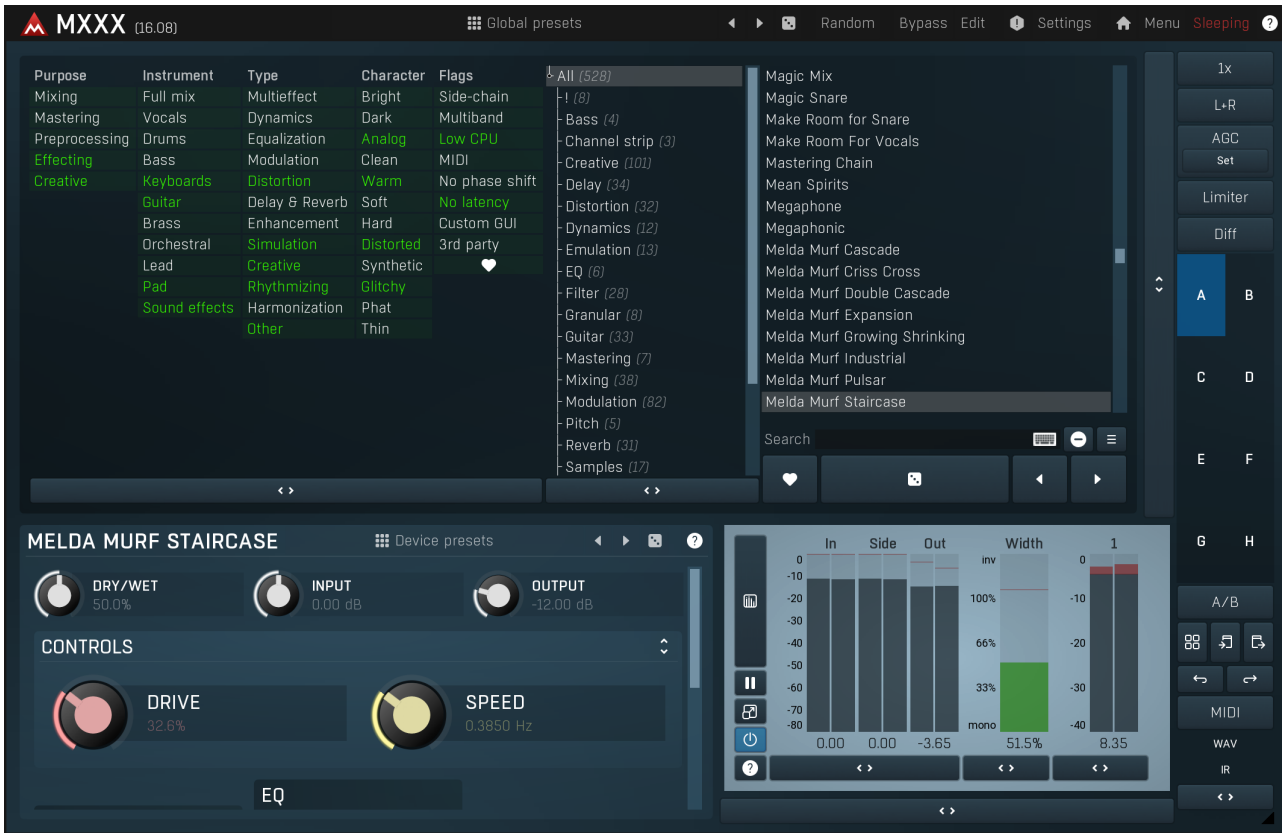 MXXX (16.08)
Global presets
Random Bypass Edit Settings Menu Sleeping ?
Purpose Instrument Type Character Flags
Mixing Full mix Multieffect Bright Side-chain
Mastering Vocals Dynamics Dark Multiband
Preprocessing Drums Equalization Analog Low CPU
Effecting Bass Modulation Clean MIDI
Creative Keyboards Distortion Warm No phase shift
Guitar Delay & Reverb Soft No latency
Brass Enhancement Hard Custom GUI
Orchestral Simulation Distorted 3rd party
Lead Creative Synthetic
Pad Rhythmizing Glitchy
Sound effects Harmonization Phat
Other Thin
All (528)
! (8)
Bass (4)
Channel strip (3)
Creative (101)
Delay (34)
Distortion (32)
Dynamics (12)
Emulation (13)
EQ (6)
Filter (28)
Granular (8)
Guitar (33)
Mastering (7)
Mixing (38)
Modulation (82)
Pitch (5)
Reverb (31)
Samples (17)
Magic Mix
Magic Snare
Make Room for Snare
Make Room For Vocals
Mastering Chain
Mean Spirits
Megaphone
Megaphonic
Melda Murf Cascade
Melda Murf Criss Cross
Melda Murf Double Cascade
Melda Murf Expansion
Melda Murf Growing Shrinking
Melda Murf Industrial
Melda Murf Pulsar
Melda Murf Staircase
Search
1x
L+R
AGC
Set
Limiter
Diff
A B
C D
E F
G H
A/B
MIDI
WAV
IR
MELDA MURF STAIRCASE
Device presets
?
DRY/WET
50.0%
INPUT
0.00 dB
OUTPUT
-12.00 dB
CONTROLS
DRIVE
32.6%
SPEED
0.3850 Hz
EQ
In Side Out Width 1
0
-10
-20
-30
-40
-50
-60
-70
-80
inv
100%
66%
33%
mono
0
-10
-20
-30
-40
0.00 0.00 -3.65 51.5% 8.35
?